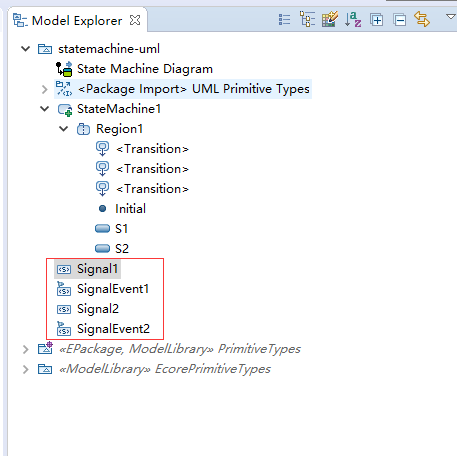 Model Explorer
statemachine-uml
State Machine Diagram
<Package Import> UML Primitive Types
StateMachine1
Region1
<Transition>
<Transition>
<Transition>
Initial
S1
S2
Signal1
SignalEvent1
Signal2
SignalEvent2
«EPackage, ModelLibrary» PrimitiveTypes
«ModelLibrary» EcorePrimitiveTypes